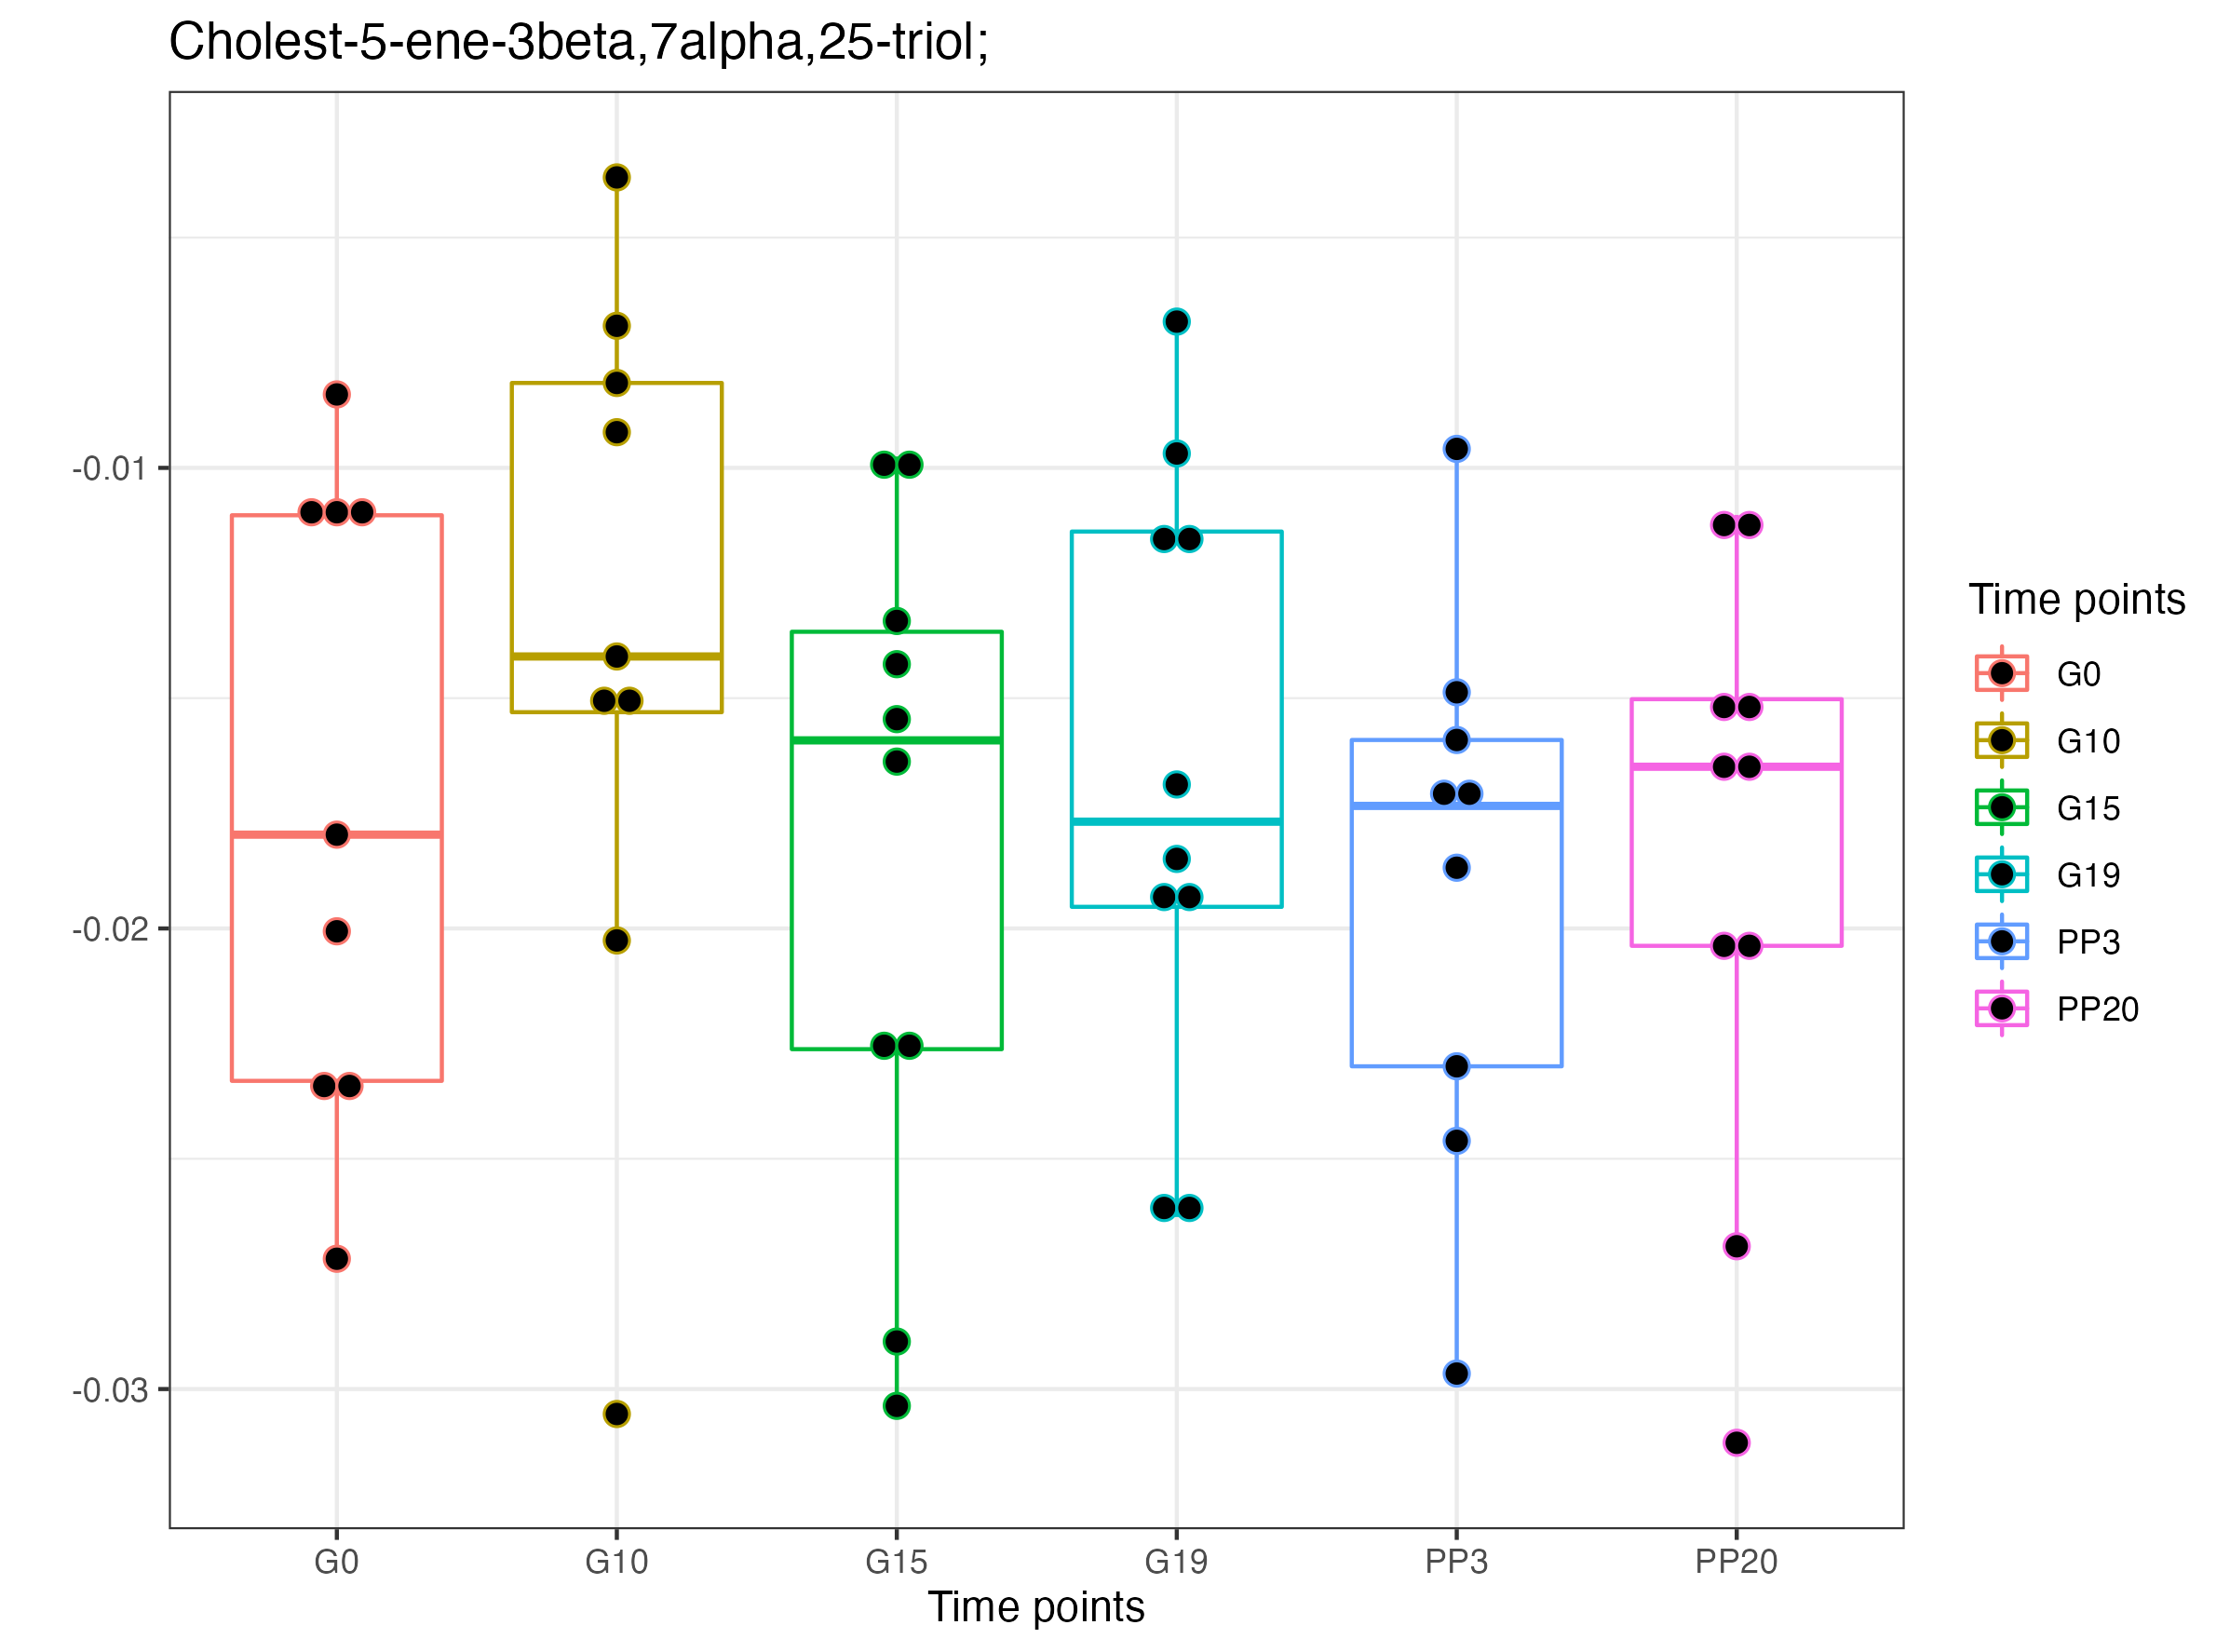 Cholest-5-ene-3beta,7alpha,25-triol;
-0.01
-0.02
-0.03
G0
G10
G15
G19
PP3
PP20
Time points
Time points
G0
G10
G15
G19
PP3
PP20